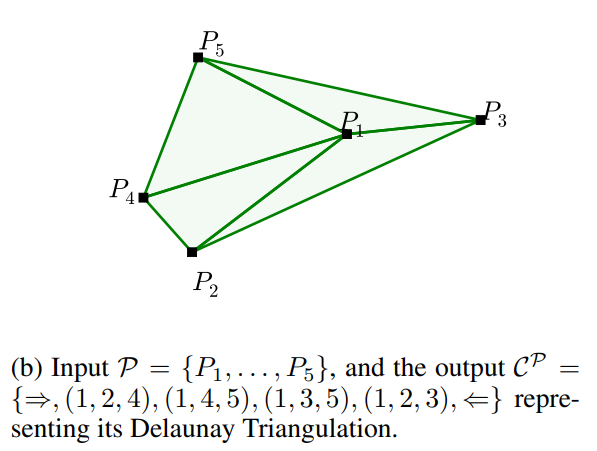 P₅
P₁
P₃
P₄
P₂
(b) Input 𝒫 = {P₁, . . . , P₅}, and the output 𝒞^𝒫 =
{⇒, (1, 2, 4), (1, 4, 5), (1, 3, 5), (1, 2, 3), ⇐} repre-
senting its Delaunay Triangulation.